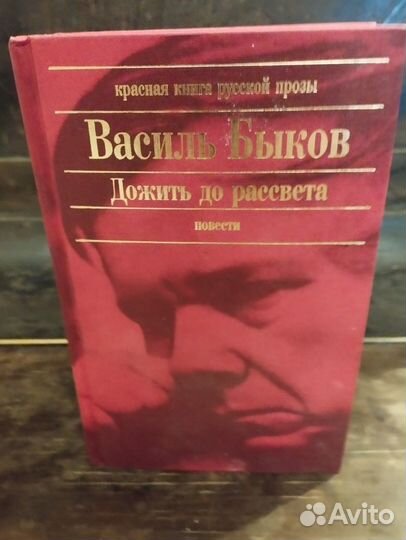 красная книга русской прозы
Василь Быков
Дожить до рассвета
повести
Avito